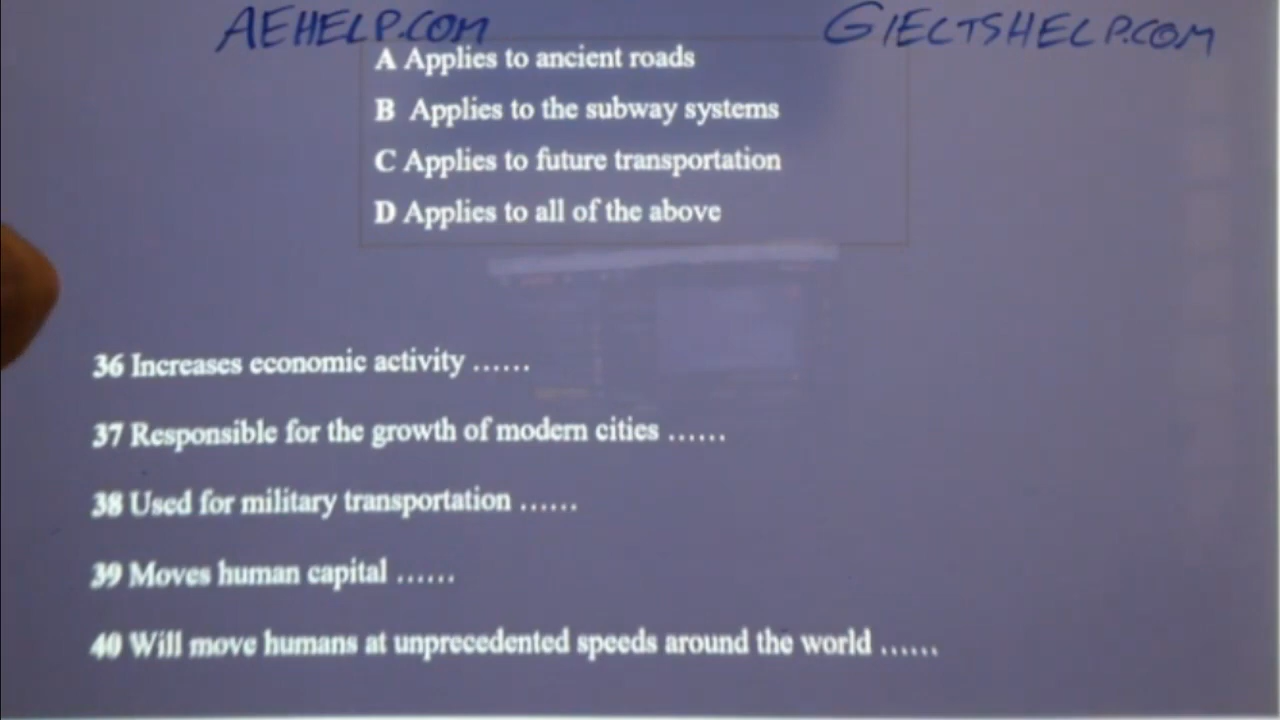 AEHELP.COM GIELTSHELP.COM
A Applies to ancient roads
B Applies to the subway systems
C Applies to future transportation
D Applies to all of the above
36 Increases economic activity ......
37 Responsible for the growth of modern cities ......
38 Used for military transportation ......
39 Moves human capital ......
40 Will move humans at unprecedented speeds around the world ......